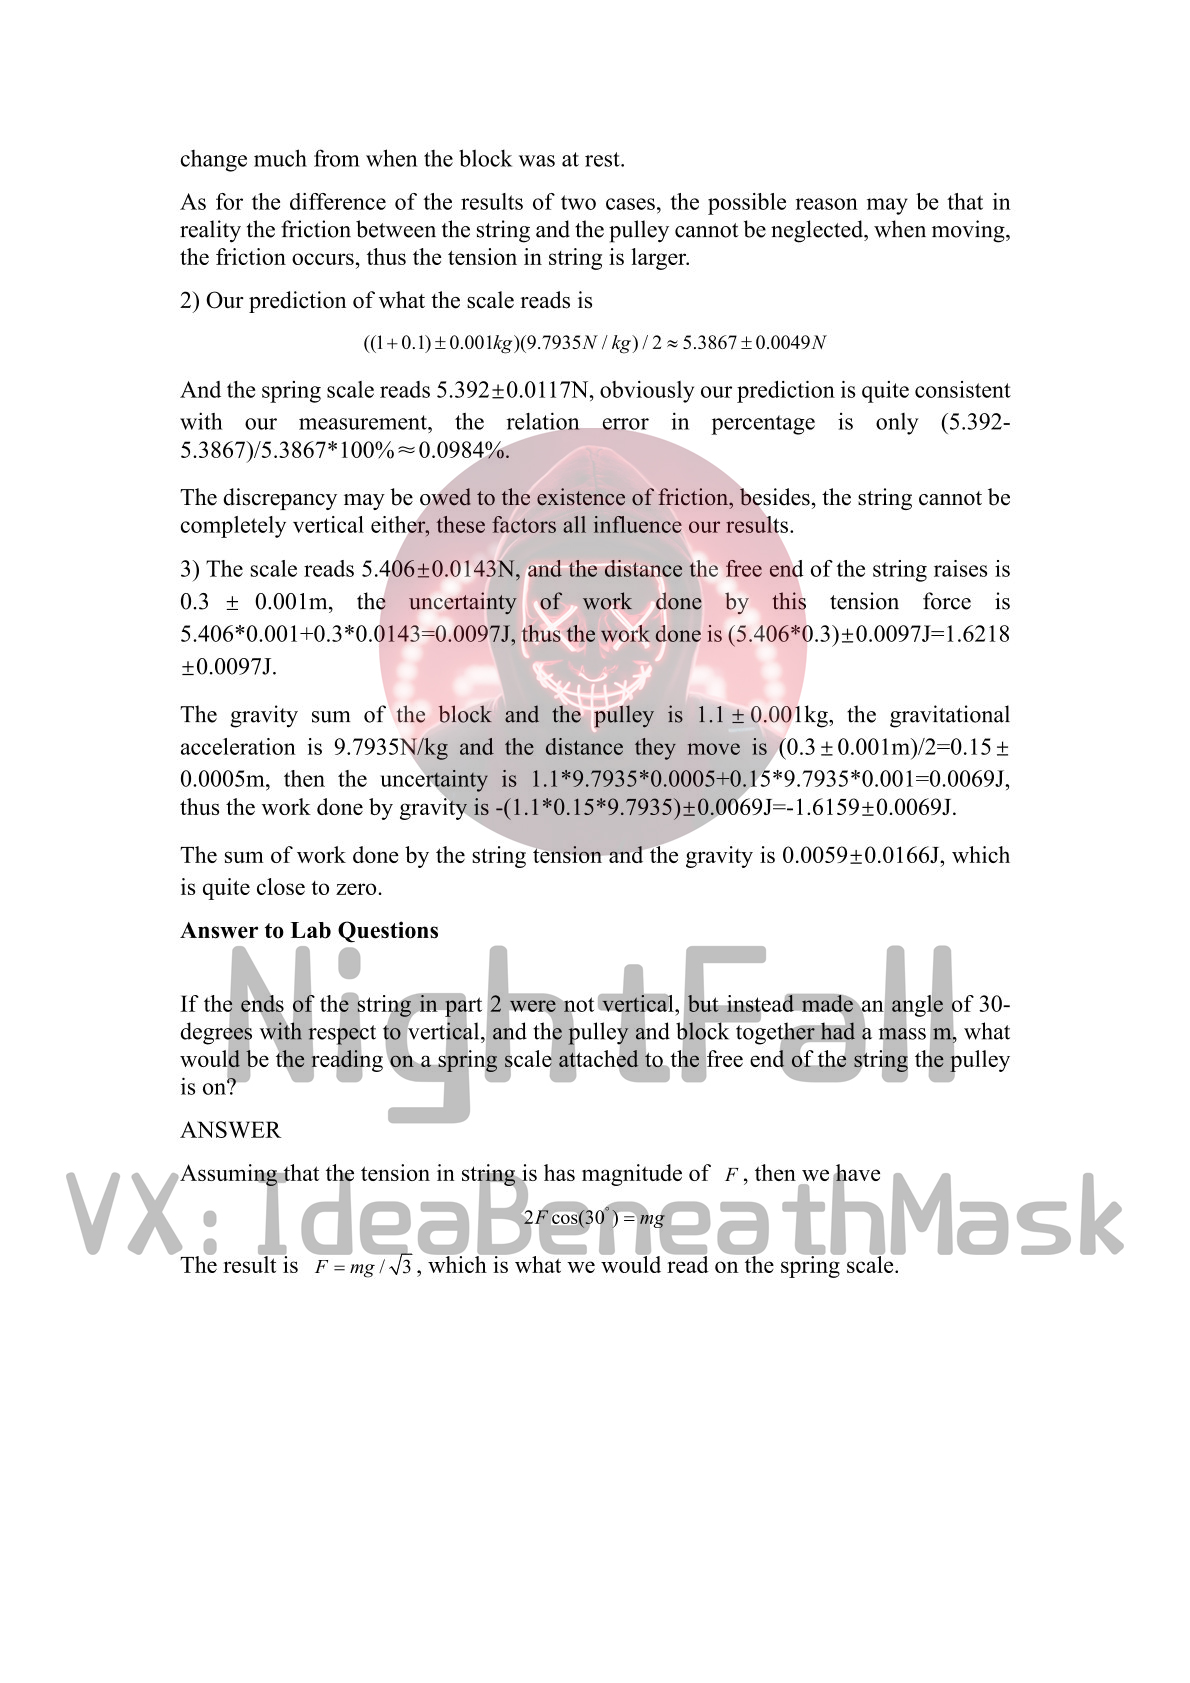 change much from when the block was at rest.
As for the difference of the results of two cases, the possible reason may be that in
reality the friction between the string and the pulley cannot be neglected, when moving,
the friction occurs, thus the tension in string is larger.
2) Our prediction of what the scale reads is
((1+0.1)±0.001kg)(9.7935N / kg) / 2 ≈ 5.3867±0.0049N
And the spring scale reads 5.392±0.0117N, obviously our prediction is quite consistent
with our measurement, the relation error in percentage is only (5.392-
5.3867)/5.3867*100%≈0.0984%.
The discrepancy may be owed to the existence of friction, besides, the string cannot be
completely vertical either, these factors all influence our results.
3) The scale reads 5.406±0.0143N, and the distance the free end of the string raises is
0.3 ± 0.001m, the uncertainty of work done by this tension force is
5.406*0.001+0.3*0.0143=0.0097J, thus the work done is (5.406*0.3)±0.0097J=1.6218
±0.0097J.
The gravity sum of the block and the pulley is 1.1±0.001kg, the gravitational
acceleration is 9.7935N/kg and the distance they move is (0.3±0.001m)/2=0.15±
0.0005m, then the uncertainty is 1.1*9.7935*0.0005+0.15*9.7935*0.001=0.0069J,
thus the work done by gravity is -(1.1*0.15*9.7935)±0.0069J=-1.6159±0.0069J.
The sum of work done by the string tension and the gravity is 0.0059±0.0166J, which
is quite close to zero.
Answer to Lab Questions
NightFall
If the ends of the string in part 2 were not vertical, but instead made an angle of 30-
degrees with respect to vertical, and the pulley and block together had a mass m, what
would be the reading on a spring scale attached to the free end of the string the pulley
is on?
ANSWER
Assuming that the tension in string is has magnitude of F, then we have
VX: IdeaBeneathMask
2F cos(30°) = mg
The result is F = mg / √3, which is what we would read on the spring scale.